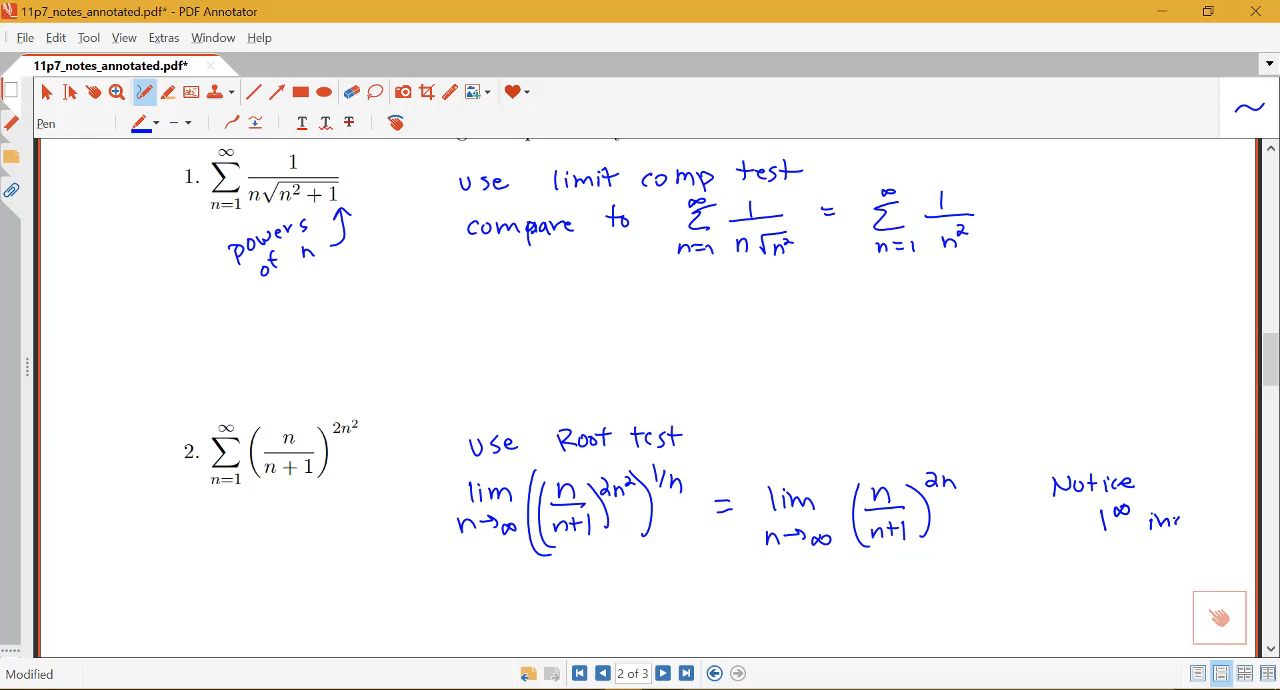 11p7_notes_annotated.pdf* - PDF Annotator
File Edit Tool View Extras Window Help
11p7_notes_annotated.pdf*
Pen
1. ∑_{n=1}^{∞} 1/(n√(n² + 1))
use limit comp test
compare to ∑_{n=1}^{∞} 1/(n√n²) = ∑_{n=1}^{∞} 1/n²
powers
of n
2. ∑_{n=1}^{∞} (n/(n + 1))^{2n²}
use Root test
lim_{n→∞} ((n/(n+1))^{2n²})^{1/n} = lim_{n→∞} (n/(n+1))^{2n}
Notice
1^∞
Modified
2 of 3